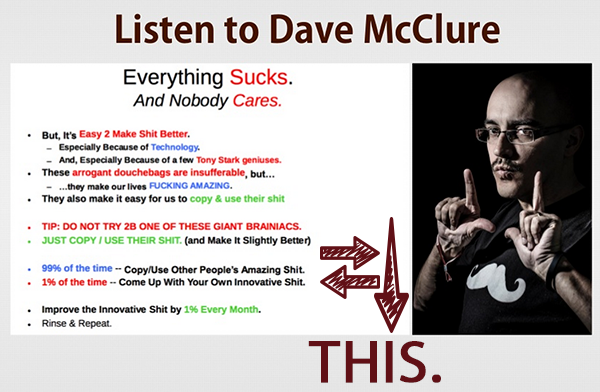 Listen to Dave McClure
Everything Sucks.
And Nobody Cares.
• But, It's Easy 2 Make Shit Better.
– Especially Because of Technology.
– And, Especially Because of a few Tony Stark geniuses.
• These arrogant douchebags are insufferable, but…
– …they make our lives FUCKING AMAZING.
• They also make it easy for us to copy & use their shit
• TIP: DO NOT TRY 2B ONE OF THESE GIANT BRAINIACS.
• JUST COPY / USE THEIR SHIT. (and Make It Slightly Better)
• 99% of the time -- Copy/Use Other People's Amazing Shit.
• 1% of the time -- Come Up With Your Own Innovative Shit.
• Improve the Innovative Shit by 1% Every Month.
• Rinse & Repeat.
THIS.